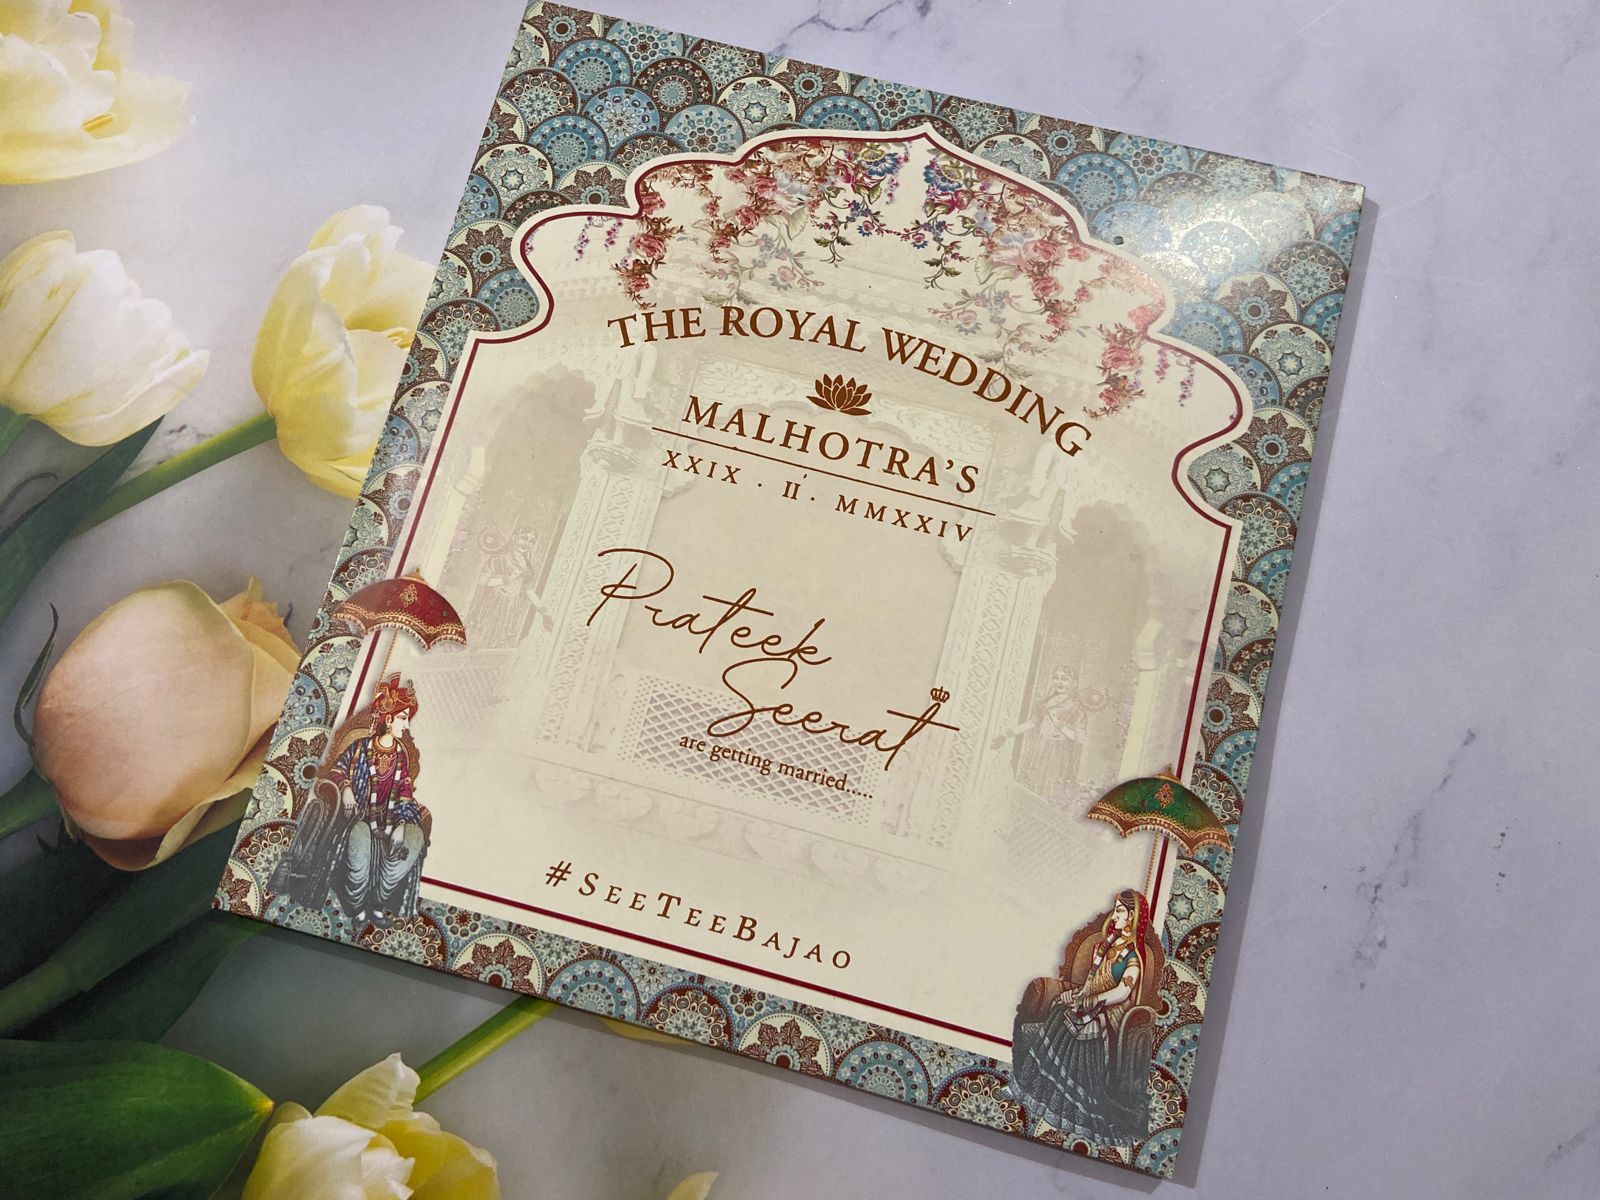 THE ROYAL WEDDING
MALHOTRA'S
XXIX · II · MMXXIV
Prateek
Seerat
are getting married.....
#SEETEEBAJAO